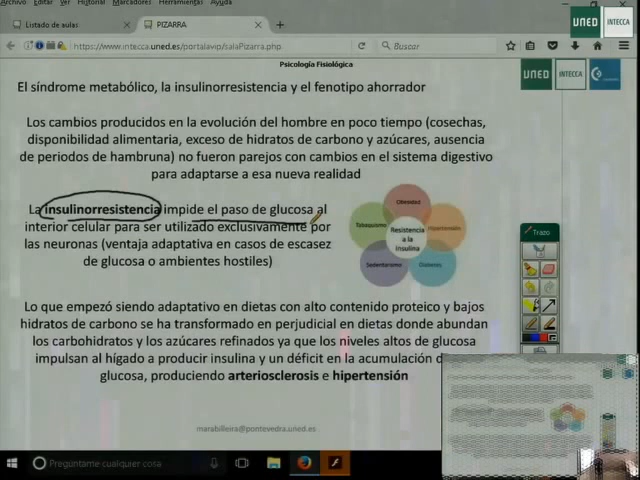 Archivo Editar Ver Historial Marcadores Herramientas Ayuda
Listado de aulas
PIZARRA
https://www.intecca.uned.es/portalavip/salaPizarra.php
Buscar
UNED INTECCA
Psicología Fisiológica
UNED INTECCA
El síndrome metabólico, la insulinorresistencia y el fenotipo ahorrador
Los cambios producidos en la evolución del hombre en poco tiempo (cosechas,
disponibilidad alimentaria, exceso de hidratos de carbono y azúcares, ausencia
de periodos de hambruna) no fueron parejos con cambios en el sistema digestivo
para adaptarse a esa nueva realidad
La insulinorresistencia impide el paso de glucosa al
interior celular para ser utilizado exclusivamente por
las neuronas (ventaja adaptativa en casos de escasez
de glucosa o ambientes hostiles)
Obesidad
Tabaquismo
Hipertensión
Resistencia
a la
insulina
Sedentarismo
Diabetes
Trazo
Lo que empezó siendo adaptativo en dietas con alto contenido proteico y bajos
hidratos de carbono se ha transformado en perjudicial en dietas donde abundan
los carbohidratos y los azúcares refinados ya que los niveles altos de glucosa
impulsan al hígado a producir insulina y un déficit en la acumulación d
glucosa, produciendo arteriosclerosis e hipertensión
marabilleira@pontevedra.uned.es
Pregúntame cualquier cosa